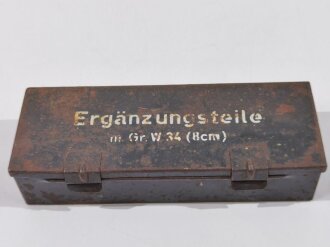 Ergänzungsteile
m. Gr. W 34 (8cm)